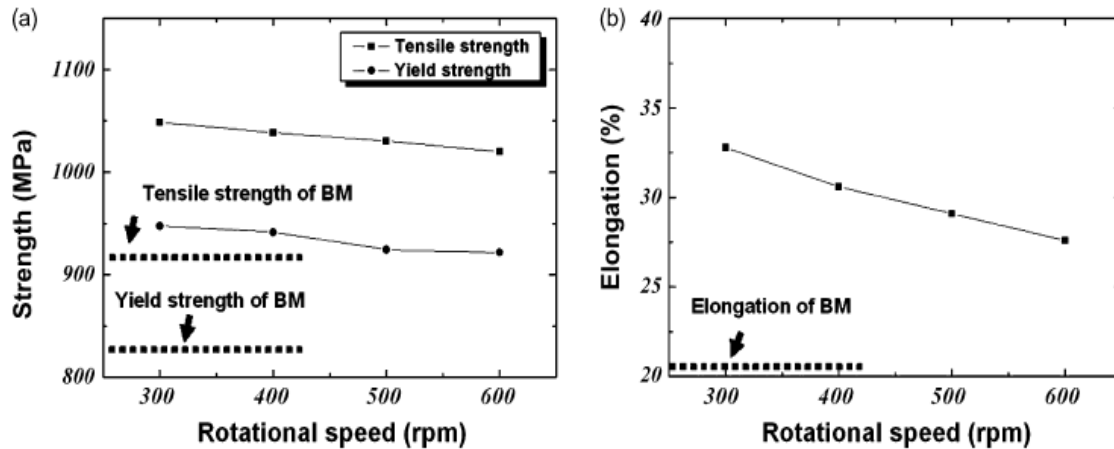 (a)
Tensile strength
Yield strength
1100
1000
900
800
Strength (MPa)
Tensile strength of BM
Yield strength of BM
300 400 500 600
Rotational speed (rpm)
(b)
40
35
30
25
20
Elongation (%)
Elongation of BM
300 400 500 600
Rotational speed (rpm)